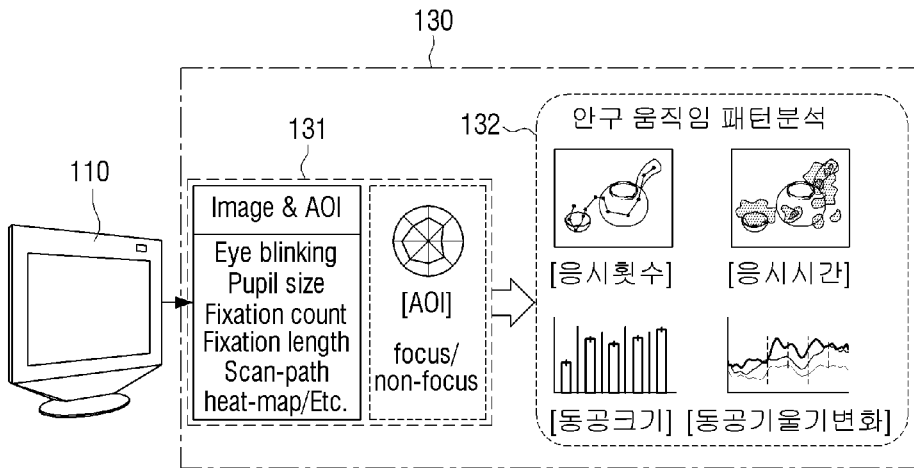 130
131
132
110
Image & AOI
Eye blinking
Pupil size
Fixation count
Fixation length
Scan-path
heat-map/Etc.
[AOI]
focus/
non-focus
안구 움직임 패턴분석
[응시횟수]
[응시시간]
[동공크기]
[동공기울기변화]